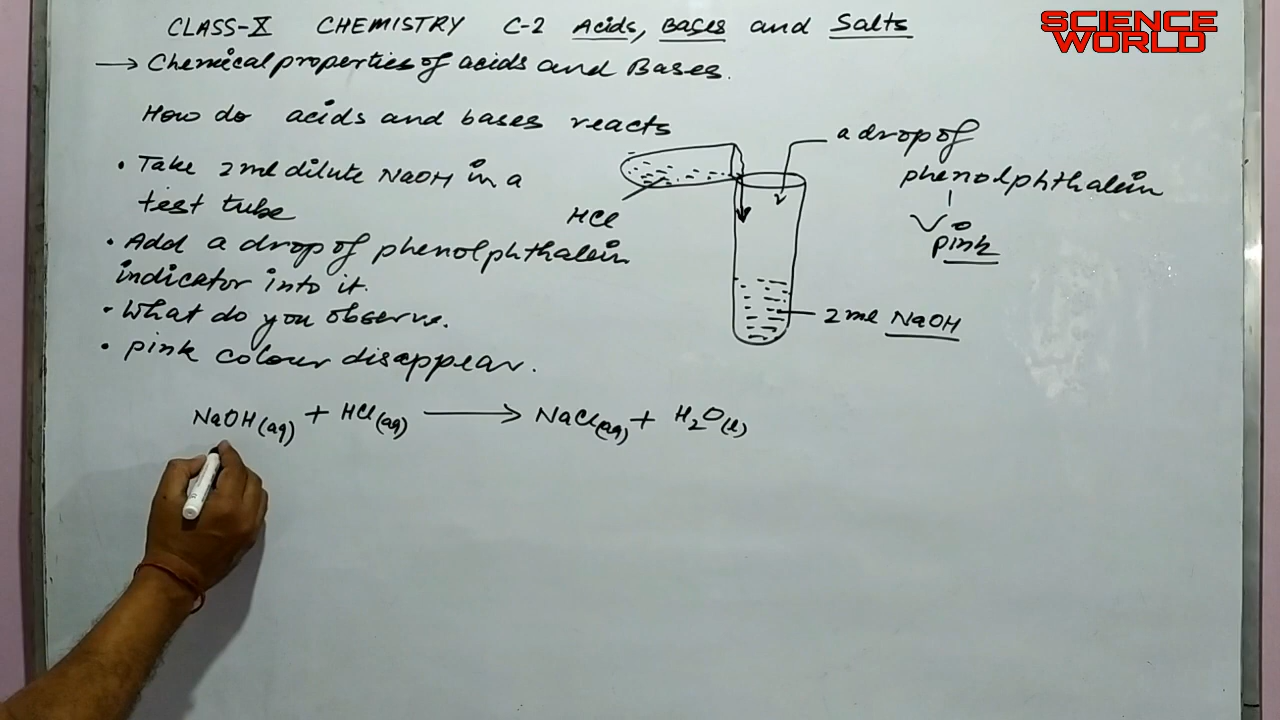 CLASS-X CHEMISTRY C-2 Acids, Bases and Salts
SCIENCE
WORLD
→ Chemical properties of acids and Bases.
How do acids and bases reacts
• Take 2ml dilute NaOH in a
test tube
• Add a drop of phenolphthalein
indicator into it.
• What do you observe.
• pink colour disappear.
a drop of
phenolphthalein
pink
HCl
2ml NaOH
NaOH(aq) + HCl(aq) → NaCl(aq) + H2O(l)